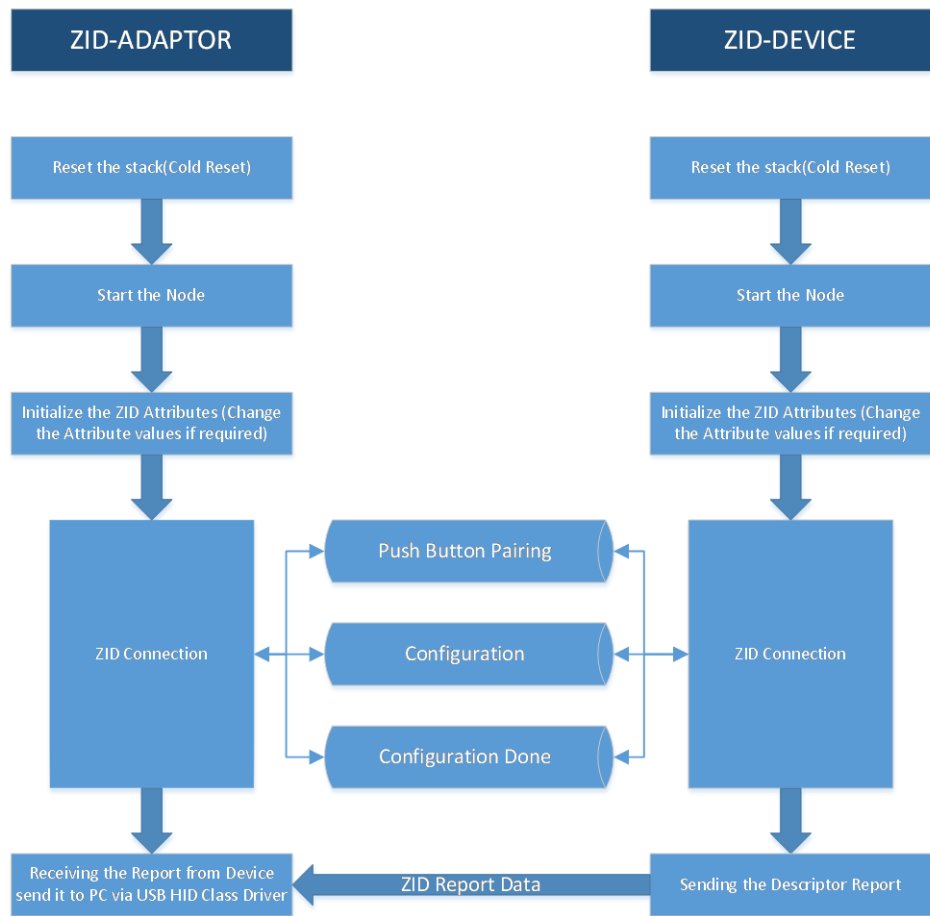 ZID-ADAPTOR
ZID-DEVICE
Reset the stack(Cold Reset)
Reset the stack(Cold Reset)
Start the Node
Start the Node
Initialize the ZID Attributes (Change
the Attribute values if required)
Initialize the ZID Attributes (Change
the Attribute values if required)
Push Button Pairing
ZID Connection
Configuration
ZID Connection
Configuration Done
Receiving the Report from Device
send it to PC via USB HID Class Driver
ZID Report Data
Sending the Descriptor Report